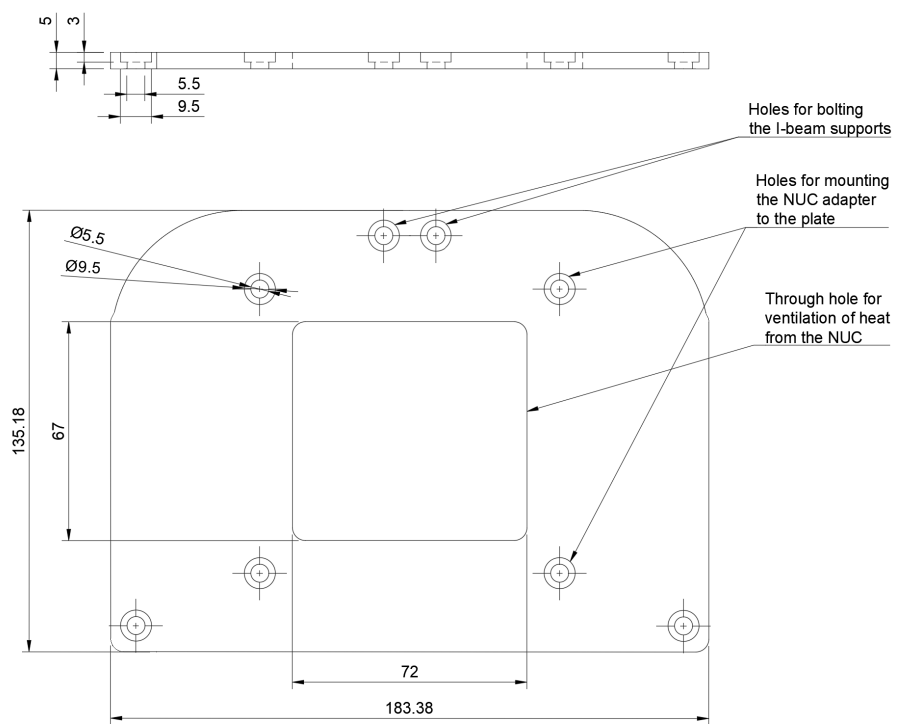 5
3
5.5
9.5
Holes for bolting
the I-beam supports
Holes for mounting
the NUC adapter
to the plate
Ø5.5
Ø9.5
Through hole for
ventilation of heat
from the NUC
135.18
67
72
183.38